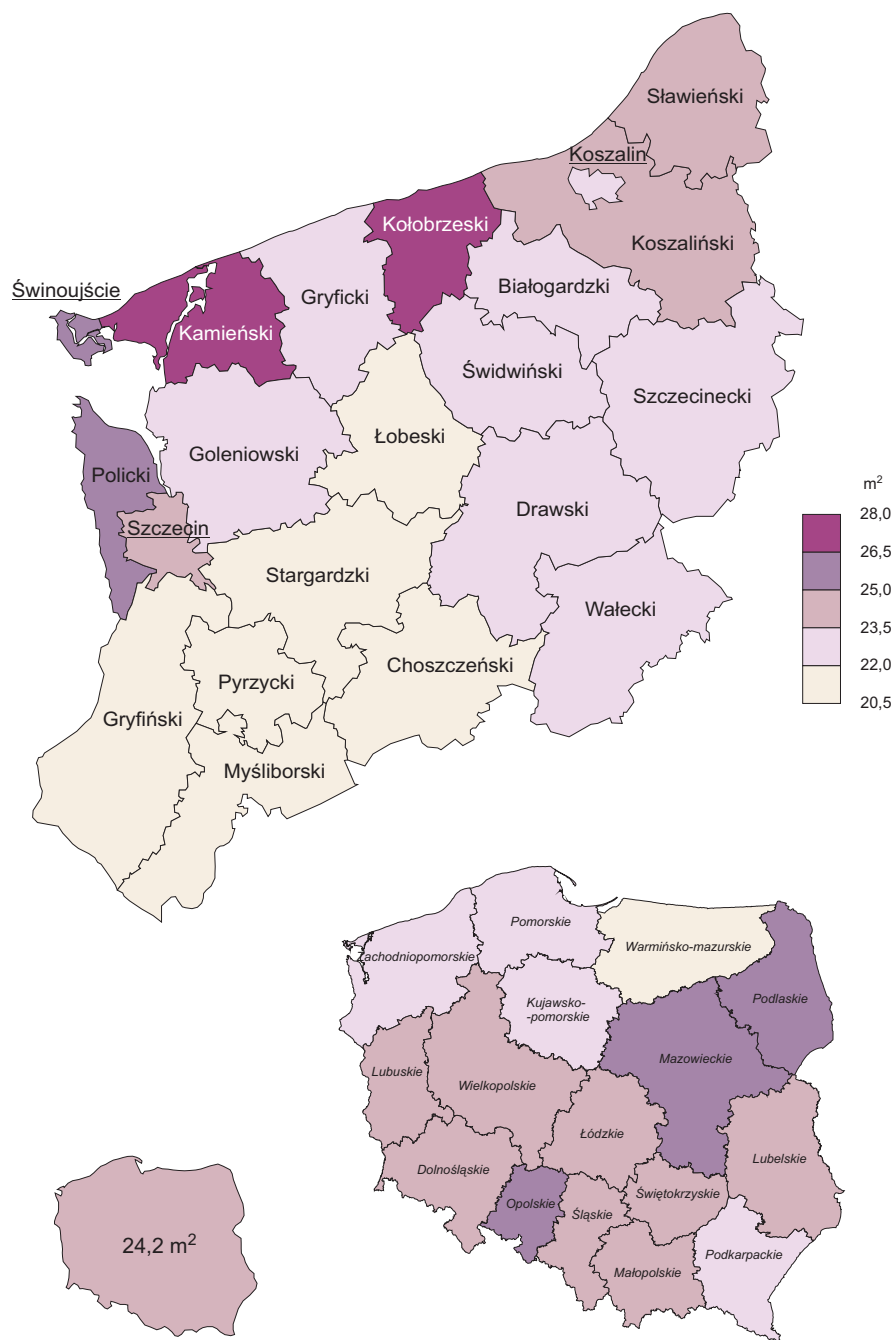 Sławieński
Koszalin
Kołobrzeski
Koszaliński
Świnoujście
Gryficki
Białogardzki
Kamieński
Świdwiński
Szczecinecki
Łobeski
Goleniowski
Policki
Drawski
Szczecin
Stargardzki
Wałecki
Choszczeński
Pyrzycki
Gryfiński
Myśliborski
m²
28,0
26,5
25,0
23,5
22,0
20,5
Pomorskie
Zachodniopomorskie
Warmińsko-mazurskie
Kujawsko-
-pomorskie
Podlaskie
Mazowieckie
Lubuskie
Wielkopolskie
Łódzkie
Dolnośląskie
Lubelskie
Opolskie
Świętokrzyskie
Śląskie
Podkarpackie
Małopolskie
24,2 m²